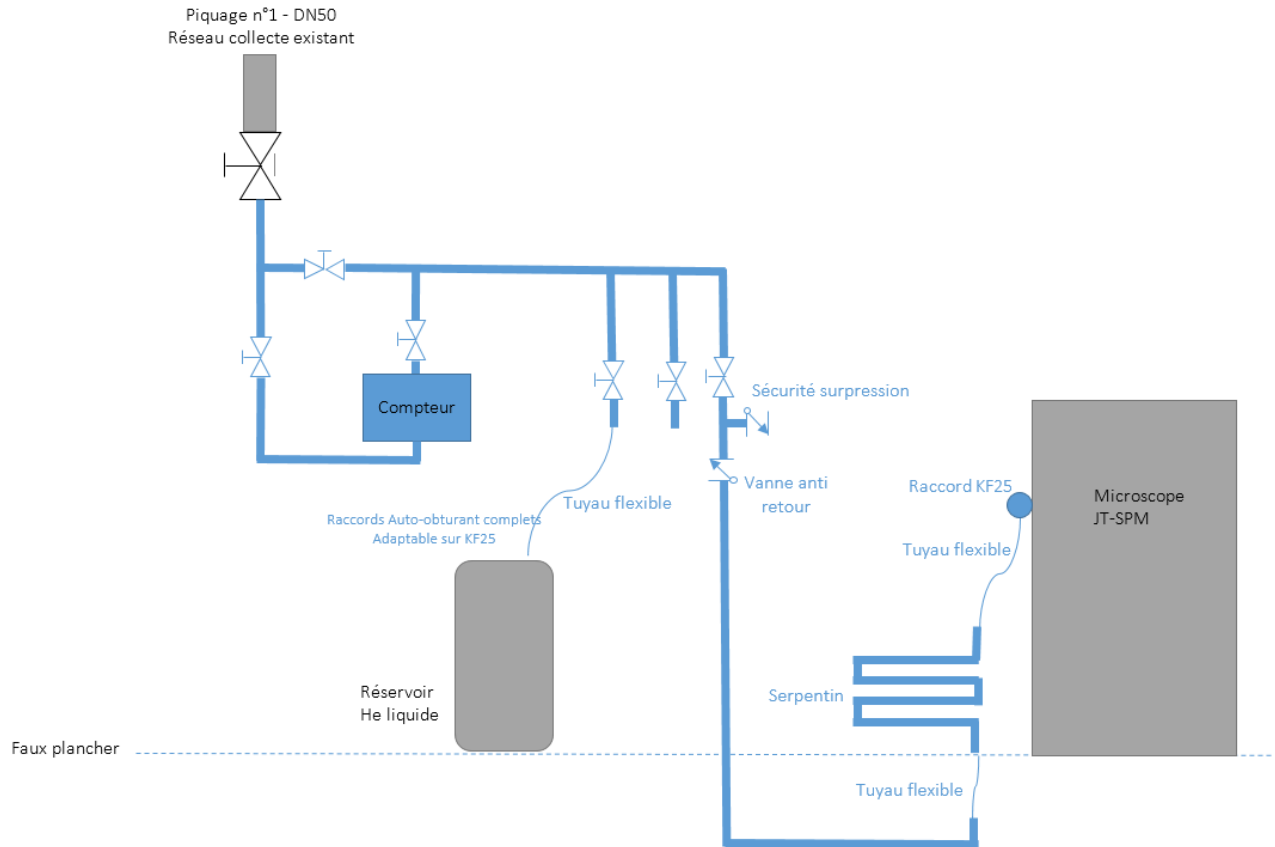 Piquage n°1 - DN50
Réseau collecte existant
Sécurité surpression
Compteur
Vanne anti
retour
Raccord KF25
Microscope
JT-SPM
Tuyau flexible
Raccords Auto-obturant complets
Adaptable sur KF25
Tuyau flexible
Réservoir
He liquide
Serpentin
Faux plancher
Tuyau flexible